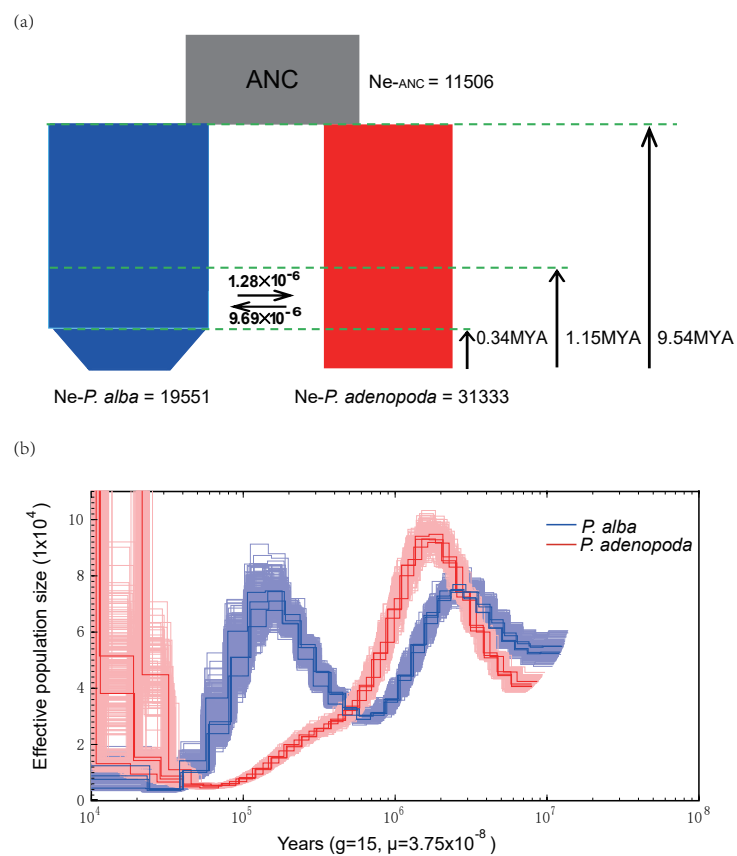 (a)
ANC
Ne-ANC = 11506
1.28×10⁻⁶
9.69×10⁻⁶
0.34MYA
1.15MYA
9.54MYA
Ne-P. alba = 19551
Ne-P. adenopoda = 31333
(b)
Effective population size (1x10⁴)
10
8
6
4
2
0
P. alba
P. adenopoda
10⁴
10⁵
10⁶
10⁷
10⁸
Years (g=15, μ=3.75x10⁻⁸)